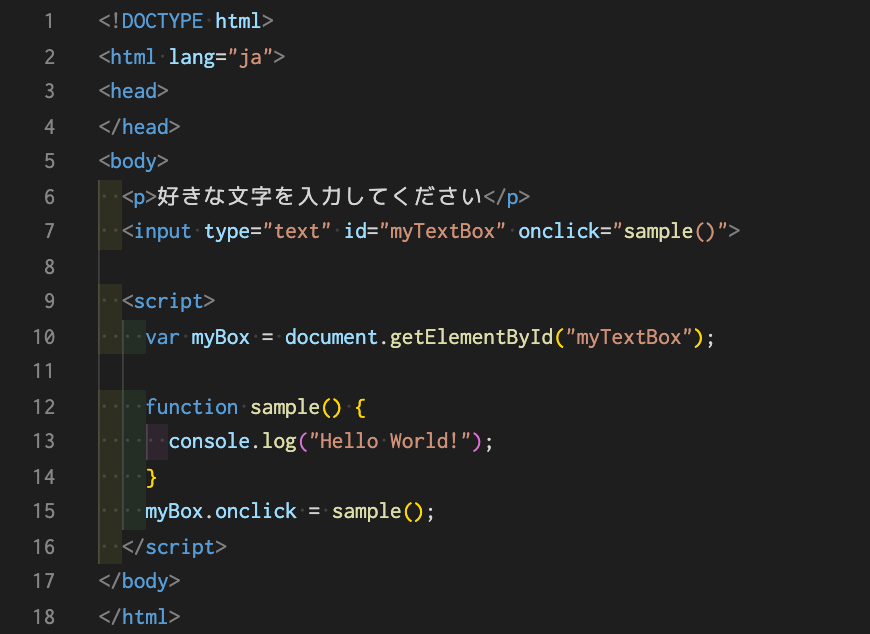 1 <!DOCTYPE html>
2 <html lang="ja">
3 <head>
4 </head>
5 <body>
6 <p>好きな文字を入力してください</p>
7 <input type="text" id="myTextBox" onclick="sample()">
8
9 <script>
10 var myBox = document.getElementById("myTextBox");
11
12 function sample() {
13 console.log("Hello World!");
14 }
15 myBox.onclick = sample();
16 </script>
17 </body>
18 </html>